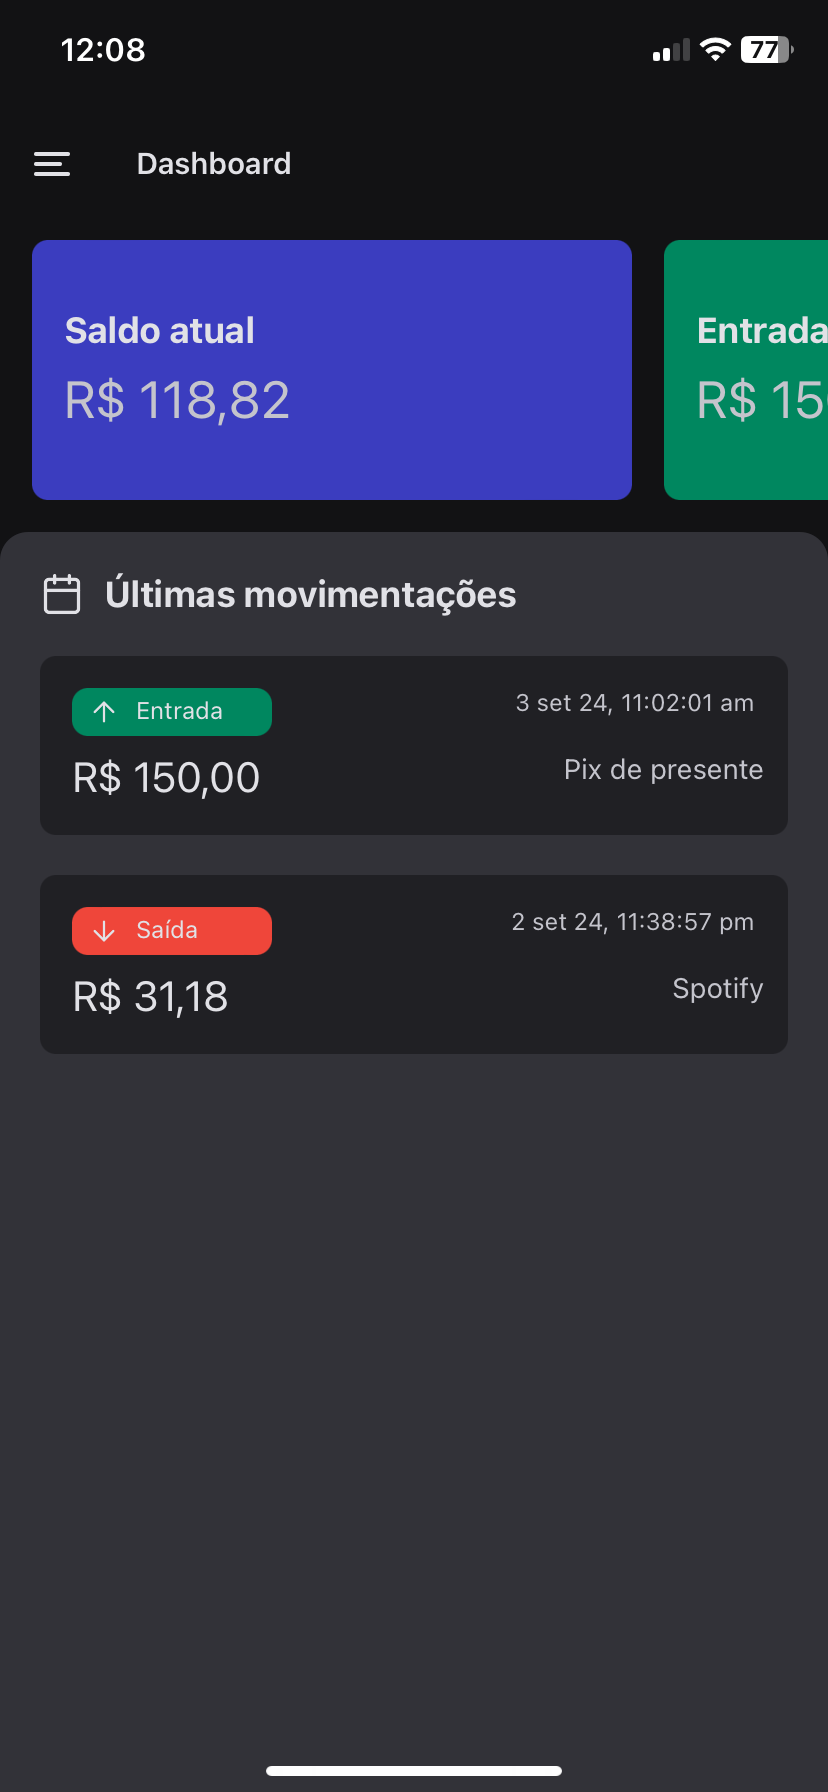 12:08
77
Dashboard
Saldo atual
R$ 118,82
Entrada
R$ 15
Últimas movimentações
Entrada
3 set 24, 11:02:01 am
R$ 150,00
Pix de presente
Saída
2 set 24, 11:38:57 pm
R$ 31,18
Spotify